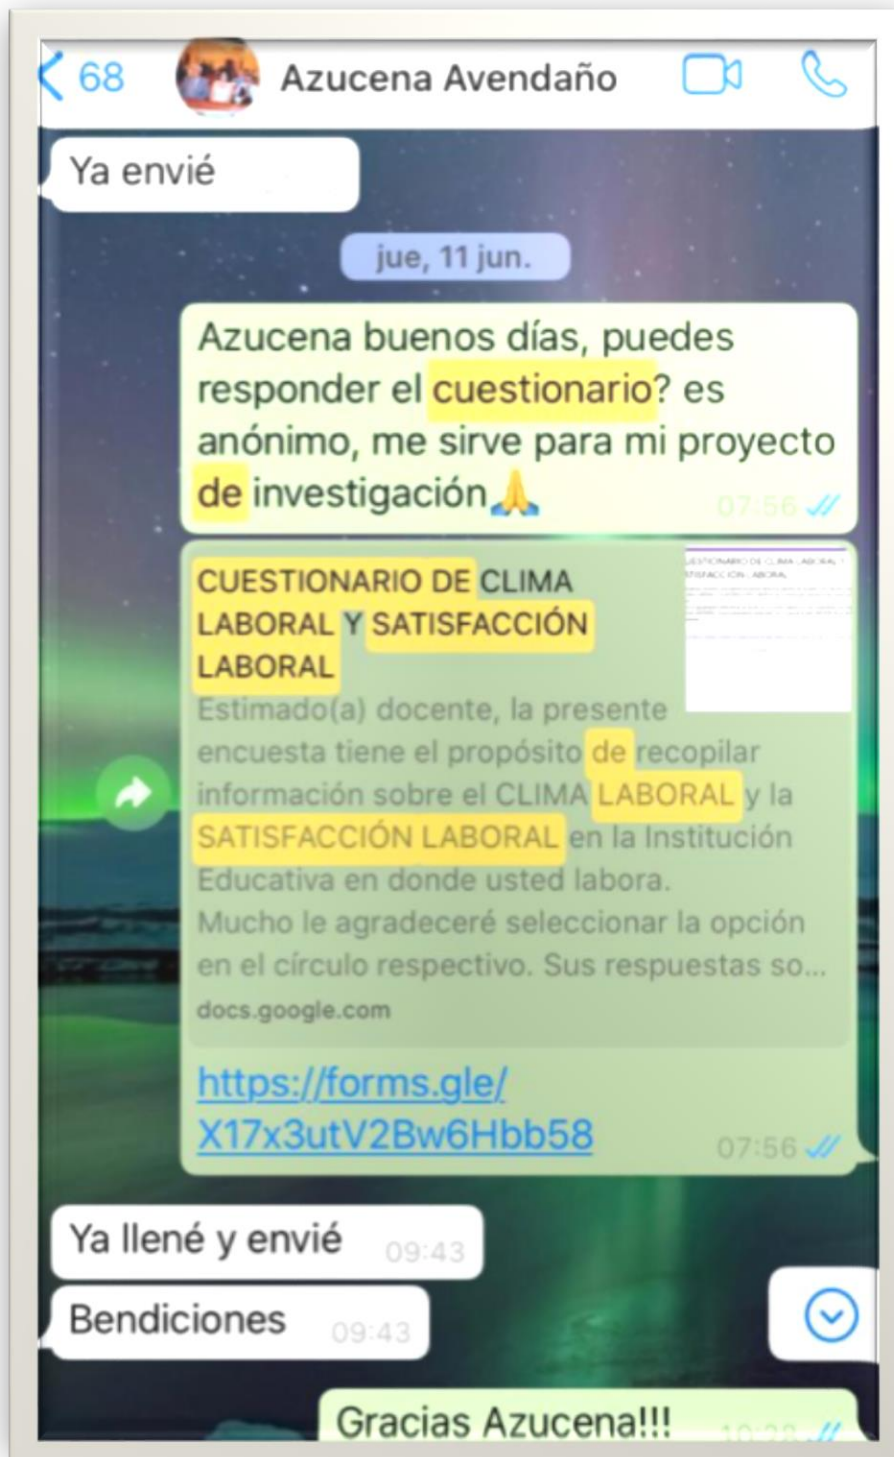 68
Azucena Avendaño
Ya envié
jue, 11 jun.
Azucena buenos días, puedes
responder el cuestionario? es
anónimo, me sirve para mi proyecto
de investigación🙏
07:56
CUESTIONARIO DE CLIMA
LABORAL Y SATISFACCIÓN
LABORAL
Estimado(a) docente, la presente
encuesta tiene el propósito de recopilar
información sobre el CLIMA LABORAL y la
SATISFACCIÓN LABORAL en la Institución
Educativa en donde usted labora.
Mucho le agradeceré seleccionar la opción
en el círculo respectivo. Sus respuestas so...
docs.google.com
https://forms.gle/
X17x3utV2Bw6Hbb58
07:56
Ya llené y envié 09:43
Bendiciones 09:43
Gracias Azucena!!! 10:28